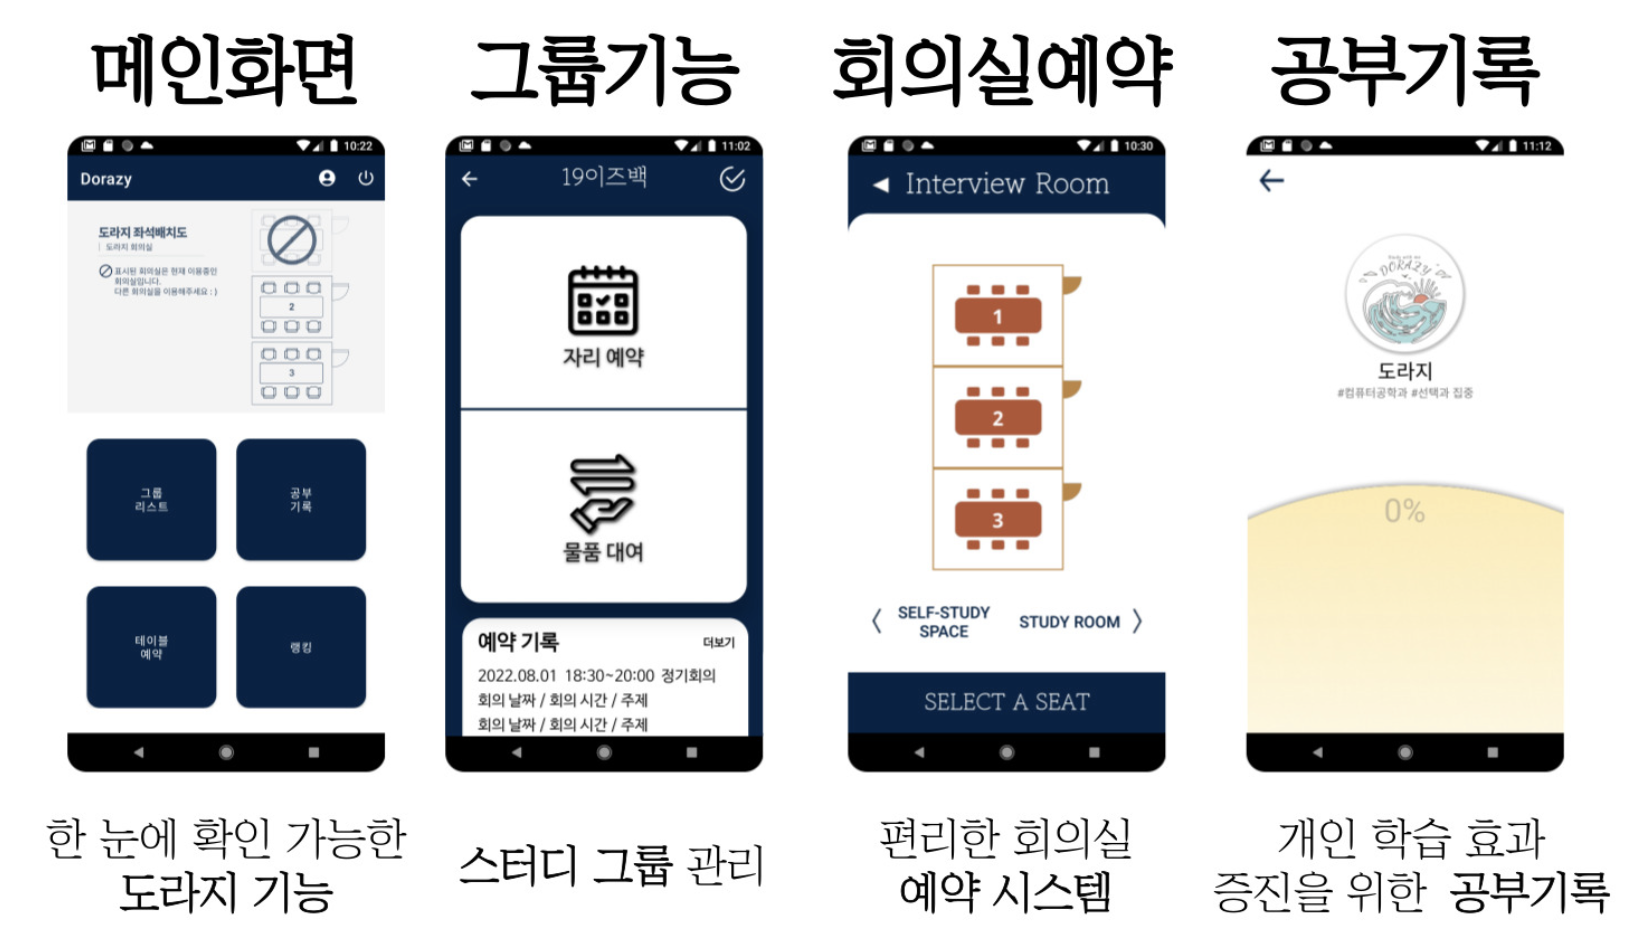 메인화면
그룹기능
회의실예약
공부기록
10:22
Dorazy
도라지 좌석배치도
도라지 회의실
표시된 회의실은 현재 이용중인
회의실입니다.
다른 회의실을 이용해주세요 : )
2
3
그룹
리스트
공부
기록
테이블
예약
랭킹
한 눈에 확인 가능한
도라지 기능
11:02
19이즈백
자리 예약
물품 대여
예약 기록
더보기
2022.08.01 18:30~20:00 정기회의
회의 날짜 / 회의 시간 / 주제
회의 날짜 / 회의 시간 / 주제
스터디 그룹 관리
10:30
Interview Room
1
2
3
SELF-STUDY
SPACE
STUDY ROOM
SELECT A SEAT
편리한 회의실
예약 시스템
11:12
DORAZY
도라지
#컴퓨터공학과 #선택과 집중
0%
개인 학습 효과
증진을 위한 공부기록